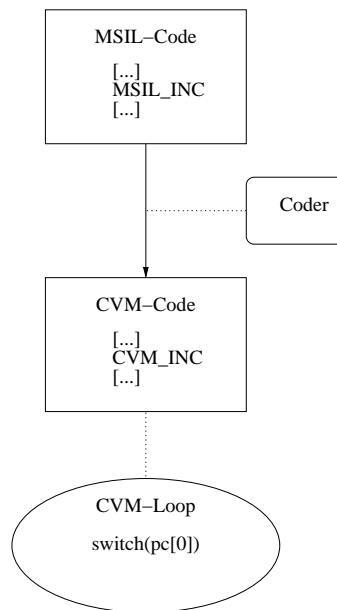 MSIL–Code
[...]
MSIL_INC
[...]
Coder
CVM–Code
[...]
CVM_INC
[...]
CVM–Loop
switch(pc[0])